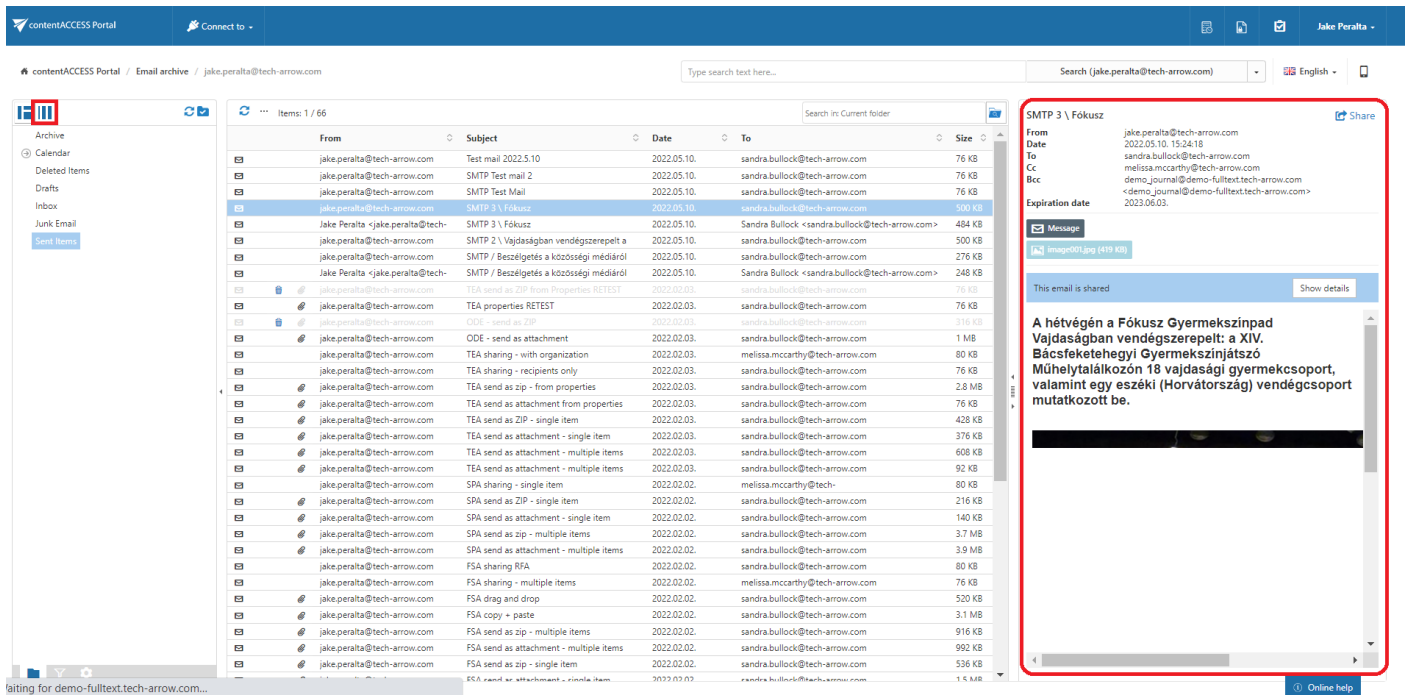 contentACCESS Portal Connect to Jake Peralta
contentACCESS Portal / Email archive / jake.peralta@tech-arrow.com Type search text here... Search (jake.peralta@tech-arrow.com) English
Archive
Calendar
Deleted Items
Drafts
Inbox
Junk Email
Sent Items
... Items: 1 / 66 Search in: Current folder
From Subject Date To Size
jake.peralta@tech-arrow.com Test mail 2022.5.10 2022.05.10. sandra.bullock@tech-arrow.com 76 KB
jake.peralta@tech-arrow.com SMTP Test mail 2 2022.05.10. sandra.bullock@tech-arrow.com 76 KB
jake.peralta@tech-arrow.com SMTP Test Mail 2022.05.10. sandra.bullock@tech-arrow.com 76 KB
jake.peralta@tech-arrow.com SMTP 3 \ Fókusz 2022.05.10. sandra.bullock@tech-arrow.com 500 KB
Jake Peralta <jake.peralta@tech- SMTP 3 \ Fókusz 2022.05.10. Sandra Bullock <sandra.bullock@tech-arrow.com> 484 KB
jake.peralta@tech-arrow.com SMTP 2 \ Vajdaságban vendégszerepelt a 2022.05.10. sandra.bullock@tech-arrow.com 500 KB
jake.peralta@tech-arrow.com SMTP / Beszélgetés a közösségi médiáról 2022.05.10. sandra.bullock@tech-arrow.com 276 KB
Jake Peralta <jake.peralta@tech- SMTP / Beszélgetés a közösségi médiáról 2022.05.10. Sandra Bullock <sandra.bullock@tech-arrow.com> 248 KB
jake.peralta@tech-arrow.com TEA send as ZIP from Properties RETEST 2022.02.03. sandra.bullock@tech-arrow.com 76 KB
jake.peralta@tech-arrow.com TEA properties RETEST 2022.02.03. sandra.bullock@tech-arrow.com 76 KB
jake.peralta@tech-arrow.com ODE - send as ZIP 2022.02.03. sandra.bullock@tech-arrow.com 316 KB
jake.peralta@tech-arrow.com ODE - send as attachment 2022.02.03. sandra.bullock@tech-arrow.com 1 MB
jake.peralta@tech-arrow.com TEA sharing - with organization 2022.02.03. melissa.mccarthy@tech-arrow.com 80 KB
jake.peralta@tech-arrow.com TEA sharing - recipients only 2022.02.03. sandra.bullock@tech-arrow.com 76 KB
jake.peralta@tech-arrow.com TEA send as zip - from properties 2022.02.03. sandra.bullock@tech-arrow.com 2.8 MB
jake.peralta@tech-arrow.com TEA send as attachment from properties 2022.02.03. sandra.bullock@tech-arrow.com 76 KB
jake.peralta@tech-arrow.com TEA send as ZIP - single item 2022.02.03. sandra.bullock@tech-arrow.com 428 KB
jake.peralta@tech-arrow.com TEA send as attachment - single item 2022.02.03. sandra.bullock@tech-arrow.com 376 KB
jake.peralta@tech-arrow.com TEA send as attachment - multiple items 2022.02.03. sandra.bullock@tech-arrow.com 608 KB
jake.peralta@tech-arrow.com TEA send as attachment - multiple items 2022.02.03. sandra.bullock@tech-arrow.com 92 KB
jake.peralta@tech-arrow.com SPA sharing - single item 2022.02.02. melissa.mccarthy@tech- 80 KB
jake.peralta@tech-arrow.com SPA send as ZIP - single item 2022.02.02. sandra.bullock@tech-arrow.com 216 KB
jake.peralta@tech-arrow.com SPA send as attachment - single item 2022.02.02. sandra.bullock@tech-arrow.com 140 KB
jake.peralta@tech-arrow.com SPA send as zip - multiple items 2022.02.02. sandra.bullock@tech-arrow.com 3.7 MB
jake.peralta@tech-arrow.com SPA send as attachment - multiple items 2022.02.02. sandra.bullock@tech-arrow.com 3.9 MB
jake.peralta@tech-arrow.com FSA sharing RFA 2022.02.02. sandra.bullock@tech-arrow.com 80 KB
jake.peralta@tech-arrow.com FSA sharing - multiple items 2022.02.02. melissa.mccarthy@tech-arrow.com 76 KB
jake.peralta@tech-arrow.com FSA drag and drop 2022.02.02. sandra.bullock@tech-arrow.com 520 KB
jake.peralta@tech-arrow.com FSA copy + paste 2022.02.02. sandra.bullock@tech-arrow.com 3.1 MB
jake.peralta@tech-arrow.com FSA send as zip - multiple items 2022.02.02. sandra.bullock@tech-arrow.com 916 KB
jake.peralta@tech-arrow.com FSA send as attachment - multiple items 2022.02.02. sandra.bullock@tech-arrow.com 992 KB
jake.peralta@tech-arrow.com FSA send as zip - single item 2022.02.02. sandra.bullock@tech-arrow.com 536 KB
jake.peralta@tech-arrow.com FSA send as attachment - single item 2022.02.02. sandra.bullock@tech-arrow.com 1.5 MB
SMTP 3 \ Fókusz Share
From jake.peralta@tech-arrow.com
Date 2022.05.10. 15:24:18
To sandra.bullock@tech-arrow.com
Cc melissa.mccarthy@tech-arrow.com
Bcc demo_journal@demo-fulltext.tech-arrow.com
<demo_journal@demo-fulltext.tech-arrow.com>
Expiration date 2023.06.03.
Message
image001.jpg (419 KB)
This email is shared Show details
A hétvégén a Fókusz Gyermekszínpad
Vajdaságban vendégszerepelt: a XIV.
Bácsfeketehegyi Gyermekszínjátszó
Műhelytalálkozón 18 vajdasági gyermekcsoport,
valamint egy eszéki (Horvátország) vendégcsoport
mutatkozott be.
Waiting for demo-fulltext.tech-arrow.com...
Online help